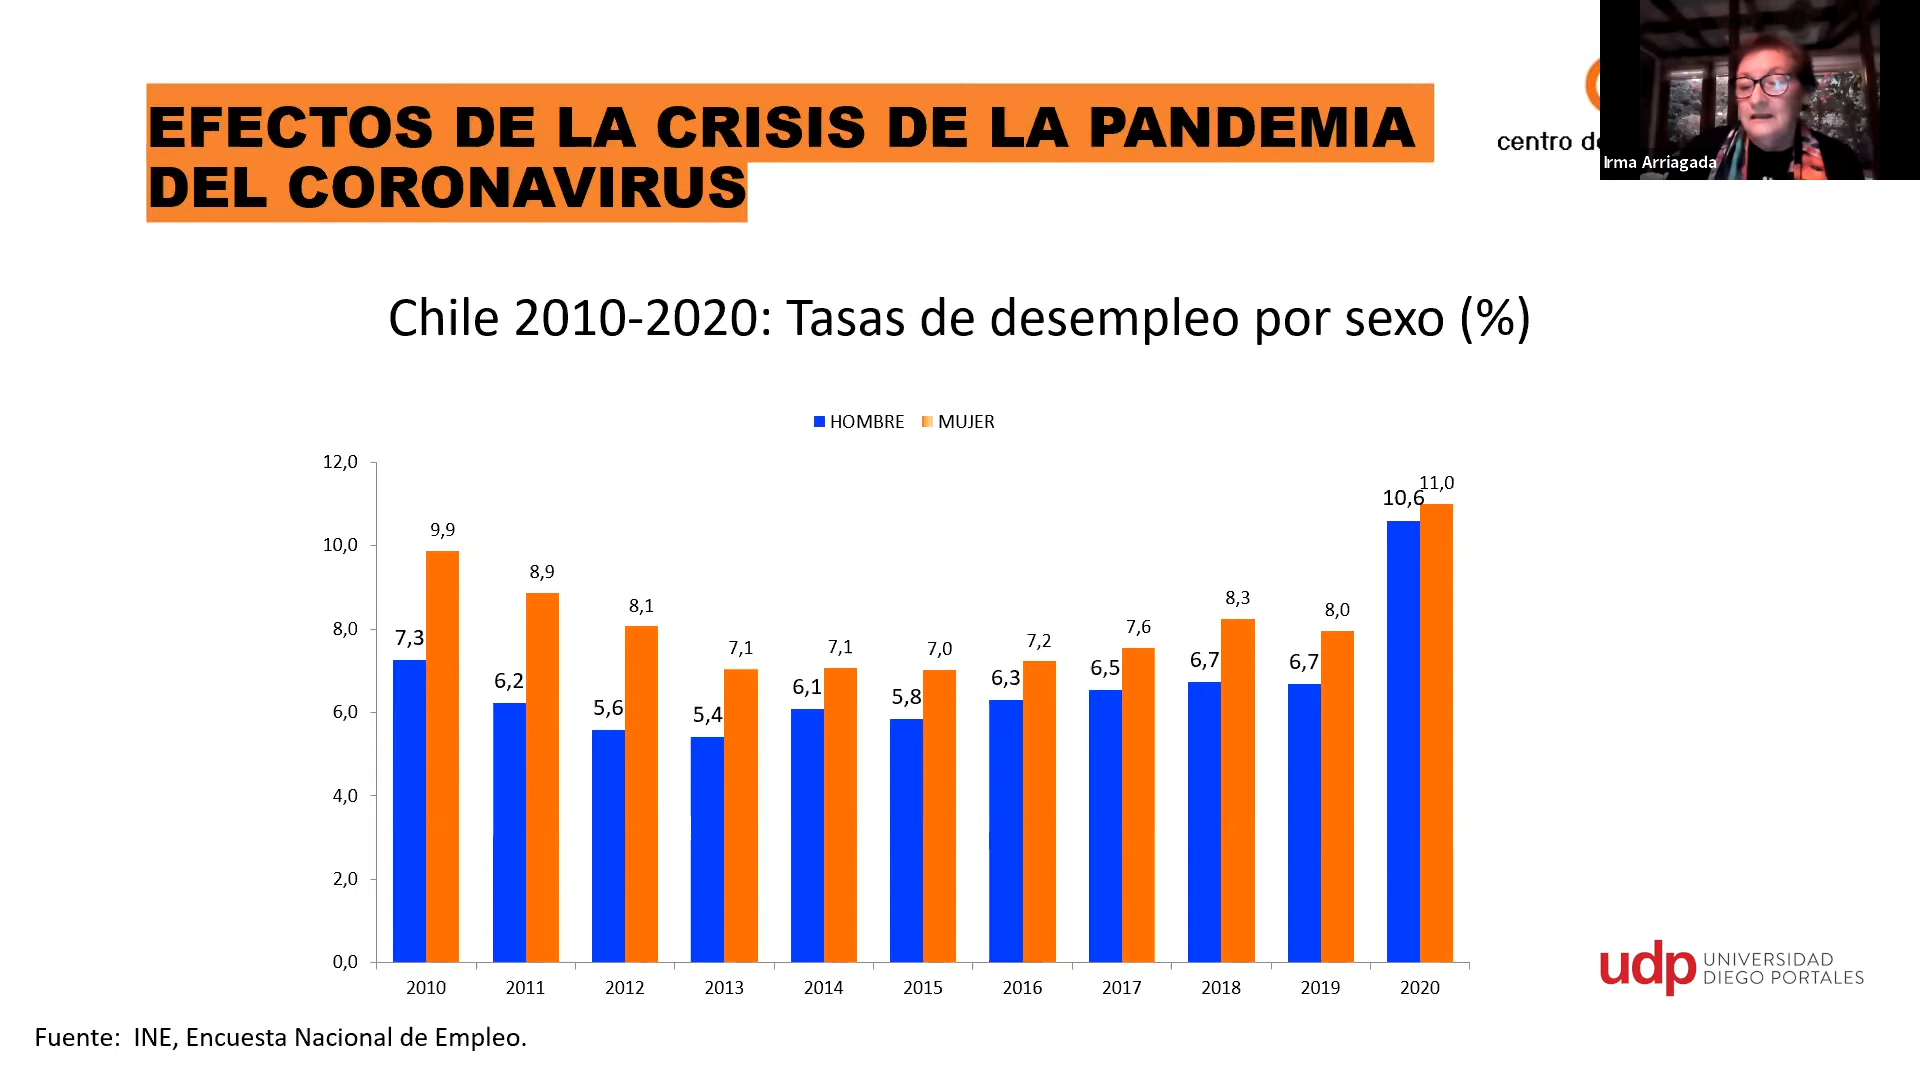 EFECTOS DE LA CRISIS DE LA PANDEMIA
DEL CORONAVIRUS
centro
Irma Arriagada
Chile 2010-2020: Tasas de desempleo por sexo (%)
HOMBRE MUJER
12,0
10,0
8,0
6,0
4,0
2,0
0,0
7,3 9,9
6,2 8,9
5,6 8,1
5,4 7,1
6,1 7,1
5,8 7,0
6,3 7,2
6,5 7,6
6,7 8,3
6,7 8,0
10,6 11,0
2010 2011 2012 2013 2014 2015 2016 2017 2018 2019 2020
udp UNIVERSIDAD
DIEGO PORTALES
Fuente: INE, Encuesta Nacional de Empleo.